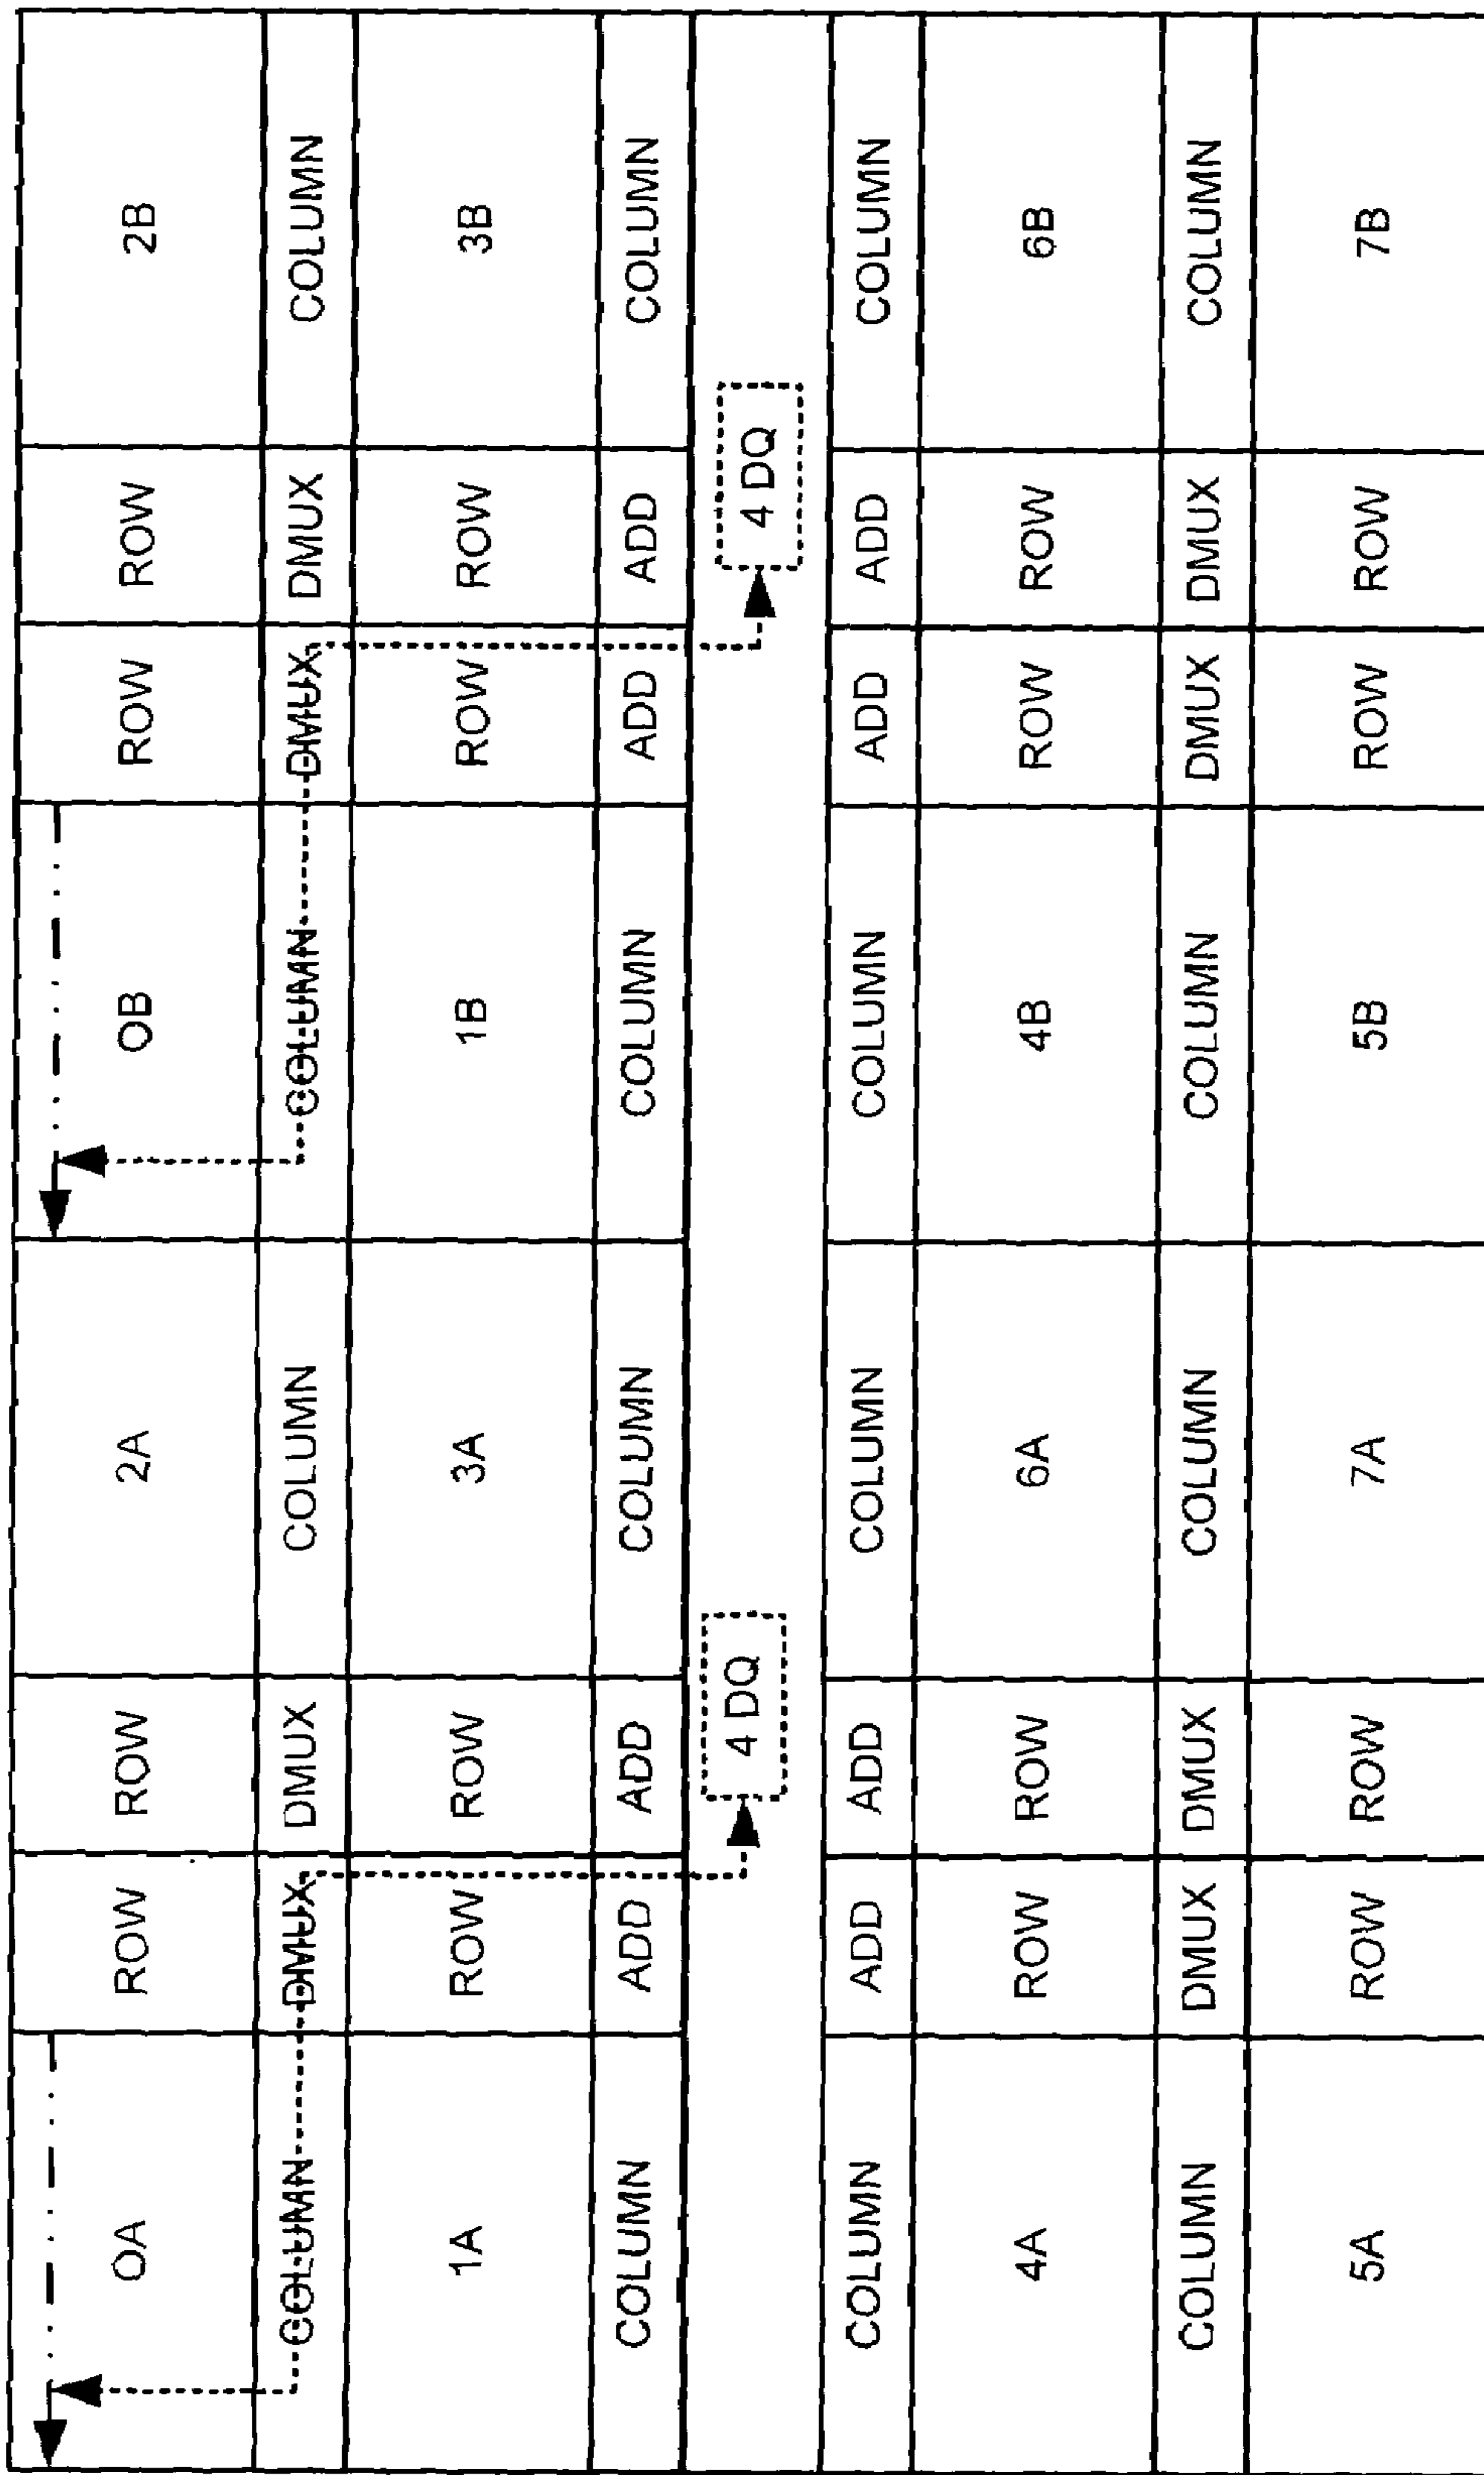 OA ROW ROW 2A OB ROW ROW 2B
COLUMN DMUX DMUX COLUMN COLUMN DMUX DMUX COLUMN
1A ROW ROW 3A 1B ROW ROW 3B
COLUMN ADD ADD COLUMN COLUMN ADD ADD COLUMN
4 DQ 4 DQ
COLUMN ADD ADD COLUMN COLUMN ADD ADD COLUMN
4A ROW ROW 6A 4B ROW ROW 6B
COLUMN DMUX DMUX COLUMN COLUMN DMUX DMUX COLUMN
5A ROW ROW 7A 5B ROW ROW 7B